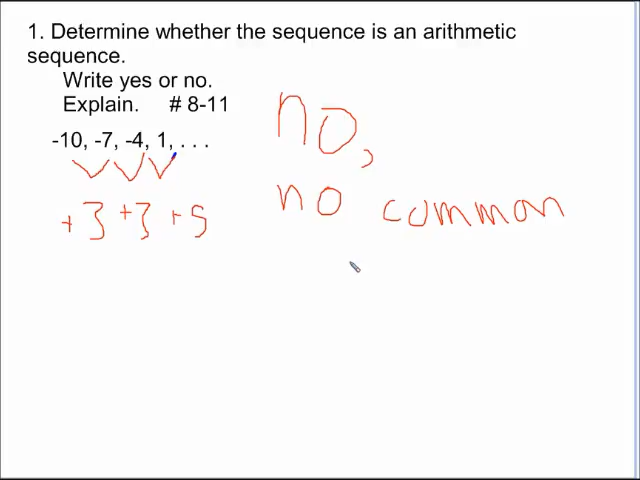 1. Determine whether the sequence is an arithmetic
sequence.
Write yes or no.
Explain. # 8-11
-10, -7, -4, 1, . . .
+3 +3 +5
no,
no common